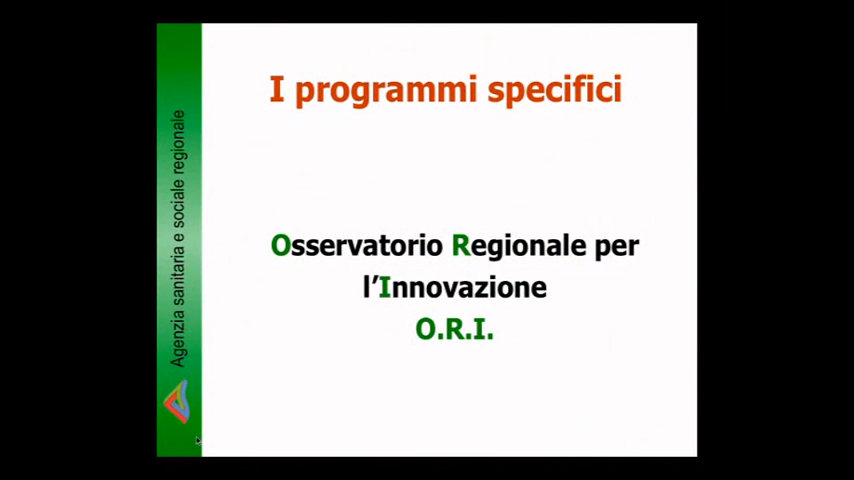 I programmi specifici
Osservatorio Regionale per
l’Innovazione
O.R.I.
Agenzia sanitaria e sociale regionale